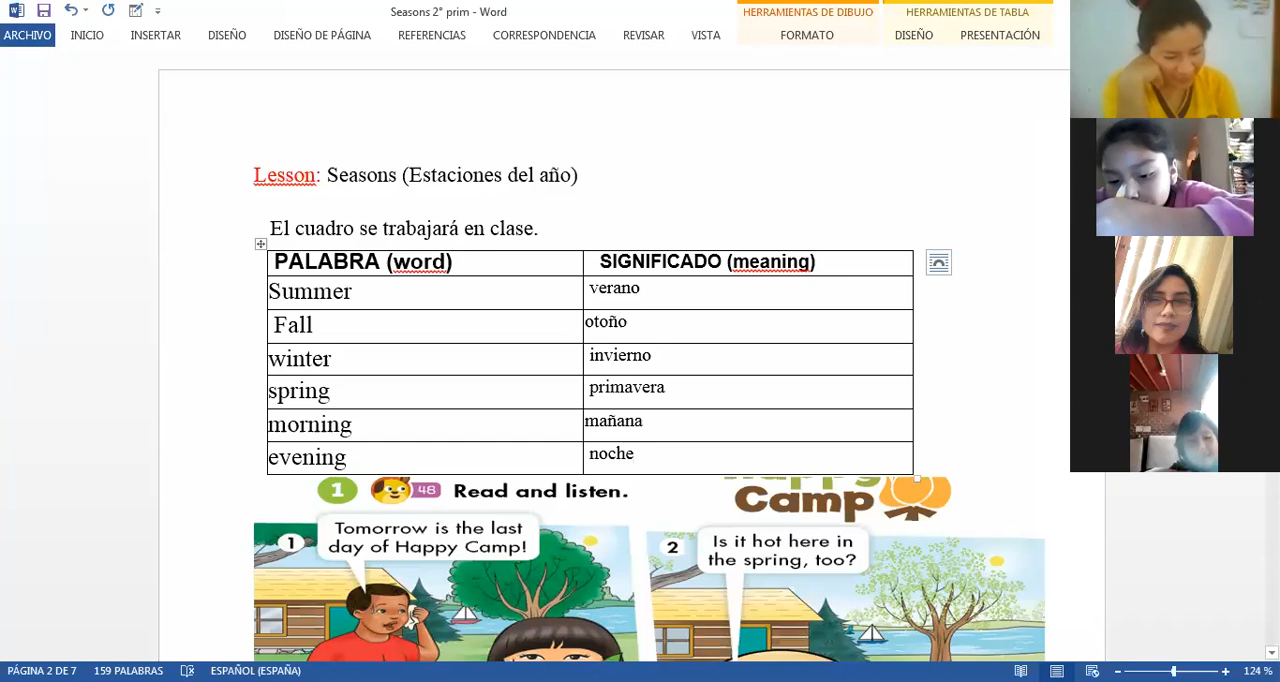 Seasons 2° prim - Word
HERRAMIENTAS DE DIBUJO
HERRAMIENTAS DE TABLA
ARCHIVO INICIO INSERTAR DISEÑO DISEÑO DE PÁGINA REFERENCIAS CORRESPONDENCIA REVISAR VISTA FORMATO DISEÑO PRESENTACIÓN
Lesson: Seasons (Estaciones del año)
El cuadro se trabajará en clase.
PALABRA (word) SIGNIFICADO (meaning)
Summer verano
Fall otoño
winter invierno
spring primavera
morning mañana
evening noche
1 48 Read and listen.
Happy
Camp
1 Tomorrow is the last
day of Happy Camp!
2 Is it hot here in
the spring, too?
PÁGINA 2 DE 7 159 PALABRAS ESPAÑOL (ESPAÑA) 124 %